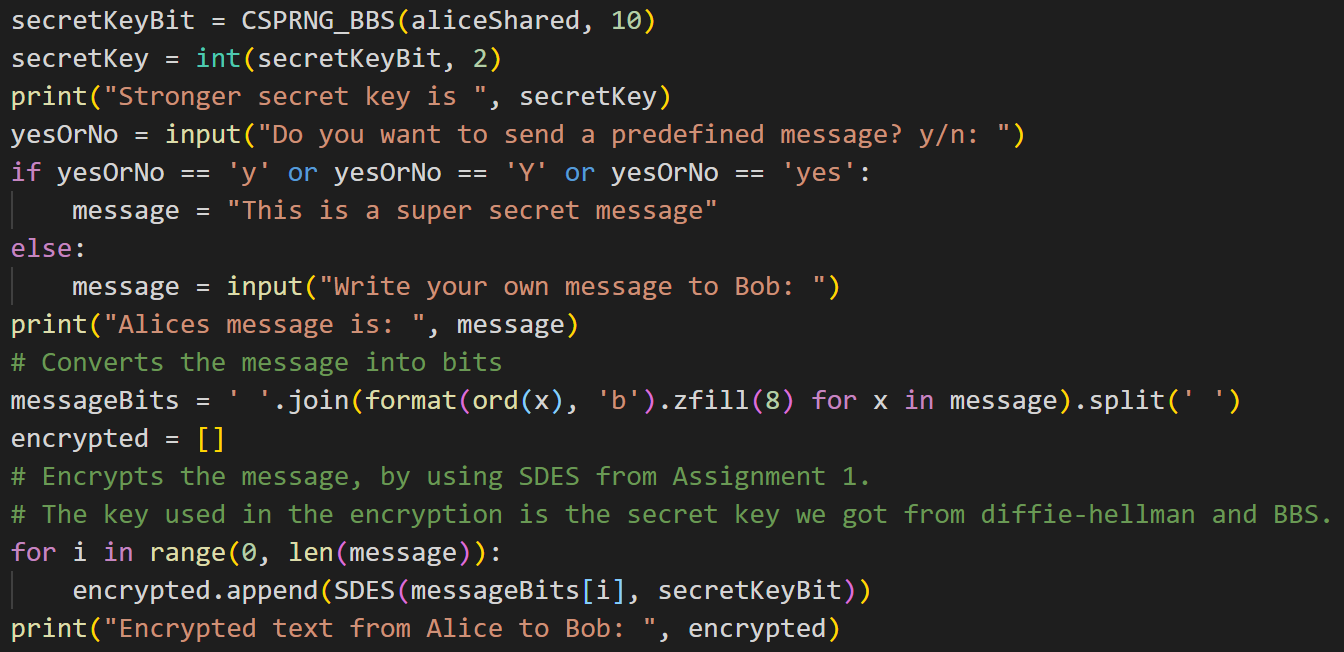 secretKeyBit = CSPRNG_BBS(aliceShared, 10)
secretKey = int(secretKeyBit, 2)
print("Stronger secret key is ", secretKey)
yesOrNo = input("Do you want to send a predefined message? y/n: ")
if yesOrNo == 'y' or yesOrNo == 'Y' or yesOrNo == 'yes':
    message = "This is a super secret message"
else:
    message = input("Write your own message to Bob: ")
print("Alices message is: ", message)
# Converts the message into bits
messageBits = ' '.join(format(ord(x), 'b').zfill(8) for x in message).split(' ')
encrypted = []
# Encrypts the message, by using SDES from Assignment 1.
# The key used in the encryption is the secret key we got from diffie-hellman and BBS.
for i in range(0, len(message)):
    encrypted.append(SDES(messageBits[i], secretKeyBit))
print("Encrypted text from Alice to Bob: ", encrypted)